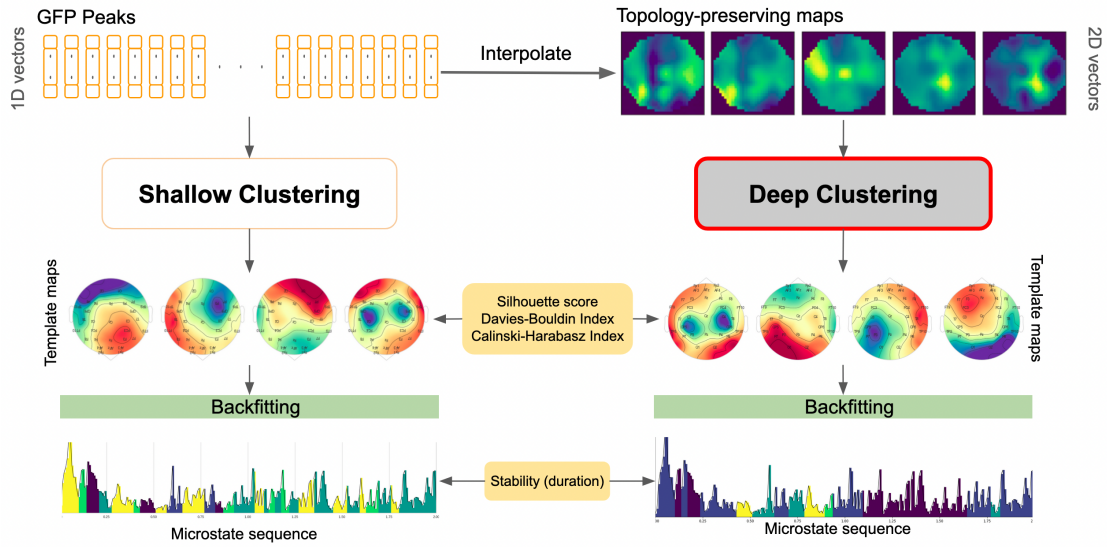 GFP Peaks
Topology-preserving maps
1D vectors
Interpolate
2D vectors
Shallow Clustering
Deep Clustering
Template maps
Silhouette score
Davies-Bouldin Index
Calinski-Harabasz Index
Template maps
Backfitting
Backfitting
Stability (duration)
Microstate sequence
Microstate sequence